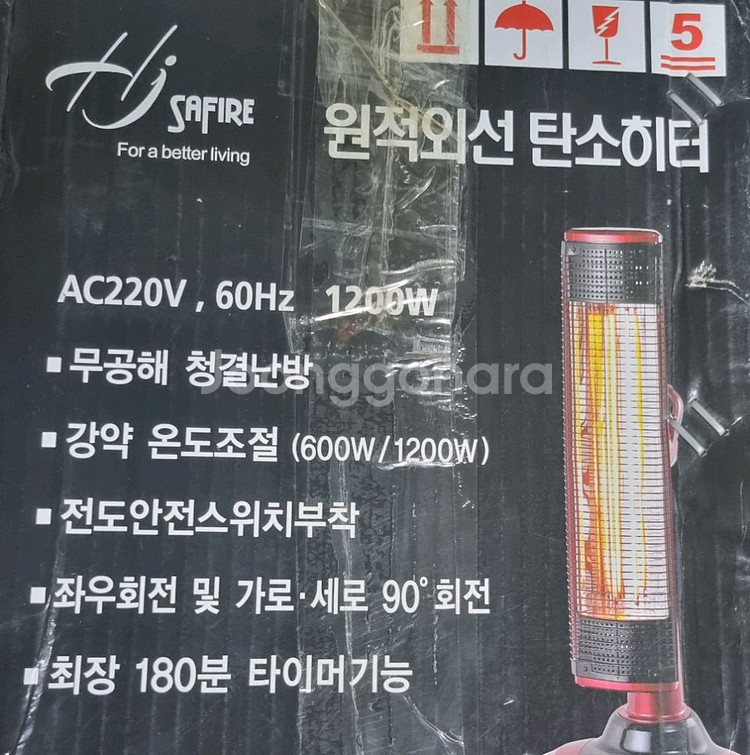 5
Hj SAFIRE
For a better living
원적외선 탄소히터
AC220V , 60Hz 1200W
▪무공해 청결난방
Joonggonara
▪강약 온도조절 (600W/1200W)
▪전도안전스위치부착
▪좌우회전 및 가로·세로 90°회전
▪최장 180분 타이머기능